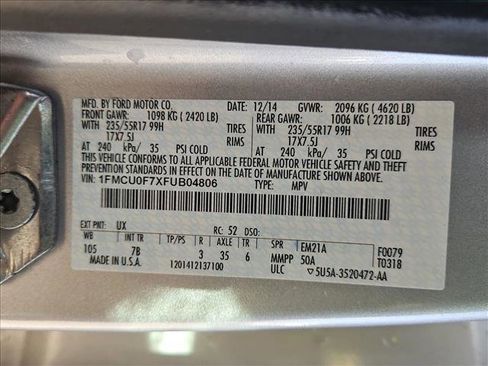 MFD. BY FORD MOTOR CO. DATE: 12/14 GVWR: 2096 KG ( 4620 LB)
FRONT GAWR: 1098 KG ( 2420 LB) REAR GAWR: 1006 KG ( 2218 LB)
WITH 235/55R17 99H TIRES WITH 235/55R17 99H TIRES
17X7.5J RIMS 17X7.5J RIMS
AT 240 kPa/ 35 PSI COLD AT 240 kPa/ 35 PSI COLD
THIS VEHICLE CONFORMS TO ALL APPLICABLE FEDERAL MOTOR VEHICLE SAFETY AND THEFT
PREVENTION STANDARDS IN EFFECT ON THE DATE OF MANUFACTURE SHOWN ABOVE.
VIN: 1FMCU0F7XFUB04806 TYPE: MPV
F0079
T0318
EXT PNT: UX RC: 52 DSO:
WB INT TR TP/PS R AXLE TR SPR EM21A
105 7B 3 35 6 MMPP 50A
1201412137100 ULC 5U5A-3520472-AA